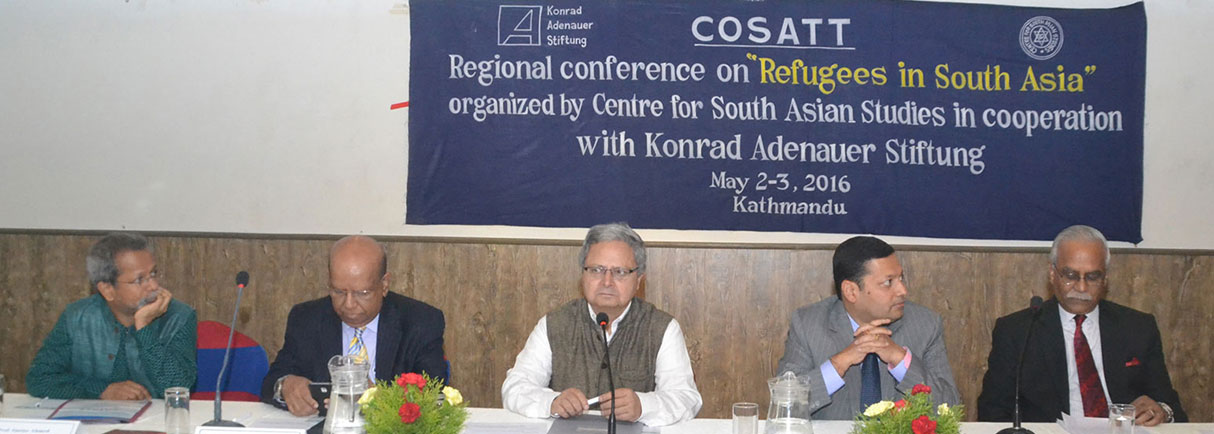 Konrad
Adenauer
Stiftung
COSATT
Regional conference on "Refugees in South Asia"
organized by Centre for South Asian Studies in cooperation
with Konrad Adenauer Stiftung
May 2-3, 2016
Kathmandu